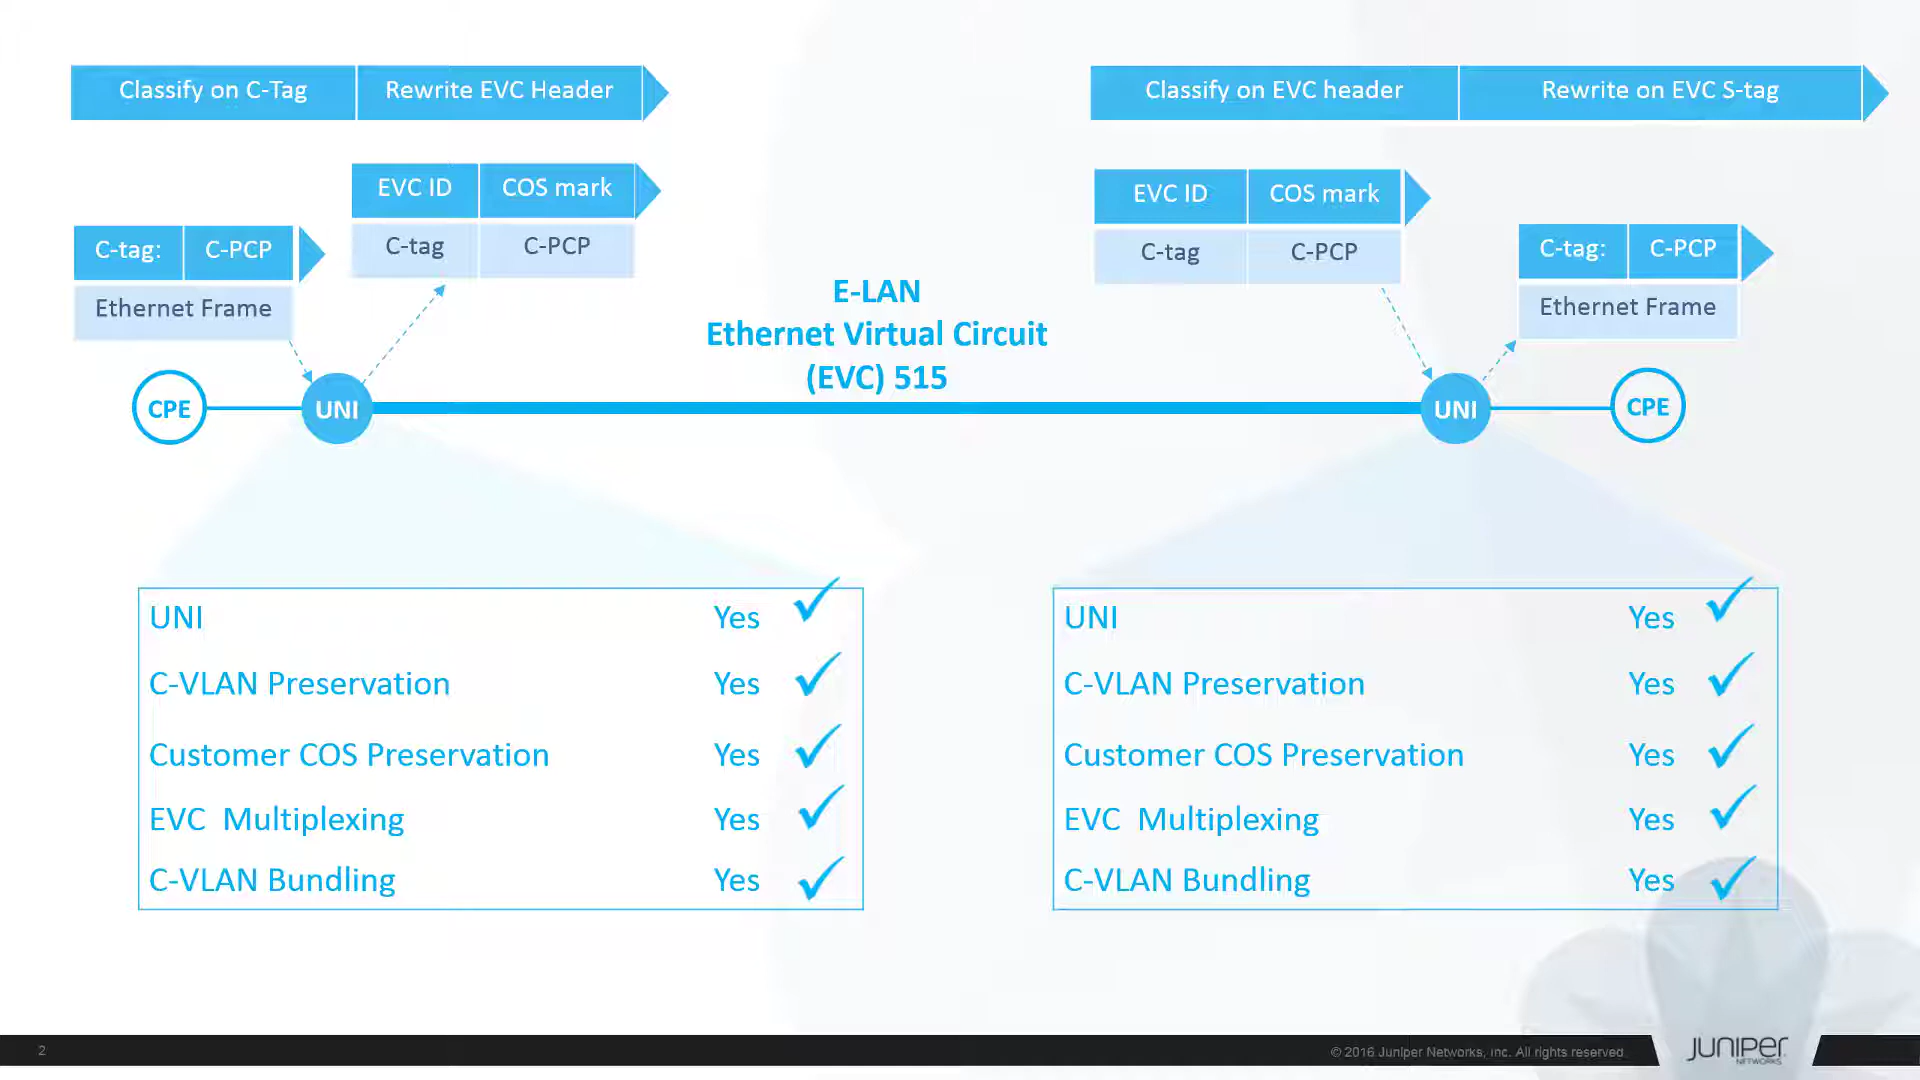 Classify on C-Tag Rewrite EVC Header
Classify on EVC header Rewrite on EVC S-tag
EVC ID COS mark
C-tag C-PCP
C-tag: C-PCP
Ethernet Frame
EVC ID COS mark
C-tag C-PCP
C-tag: C-PCP
Ethernet Frame
E-LAN
Ethernet Virtual Circuit
(EVC) 515
CPE UNI UNI CPE
UNI Yes
C-VLAN Preservation Yes
Customer COS Preservation Yes
EVC Multiplexing Yes
C-VLAN Bundling Yes
UNI Yes
C-VLAN Preservation Yes
Customer COS Preservation Yes
EVC Multiplexing Yes
C-VLAN Bundling Yes
2
© 2016 Juniper Networks, Inc. All rights reserved.
JUNIPER
NETWORKS